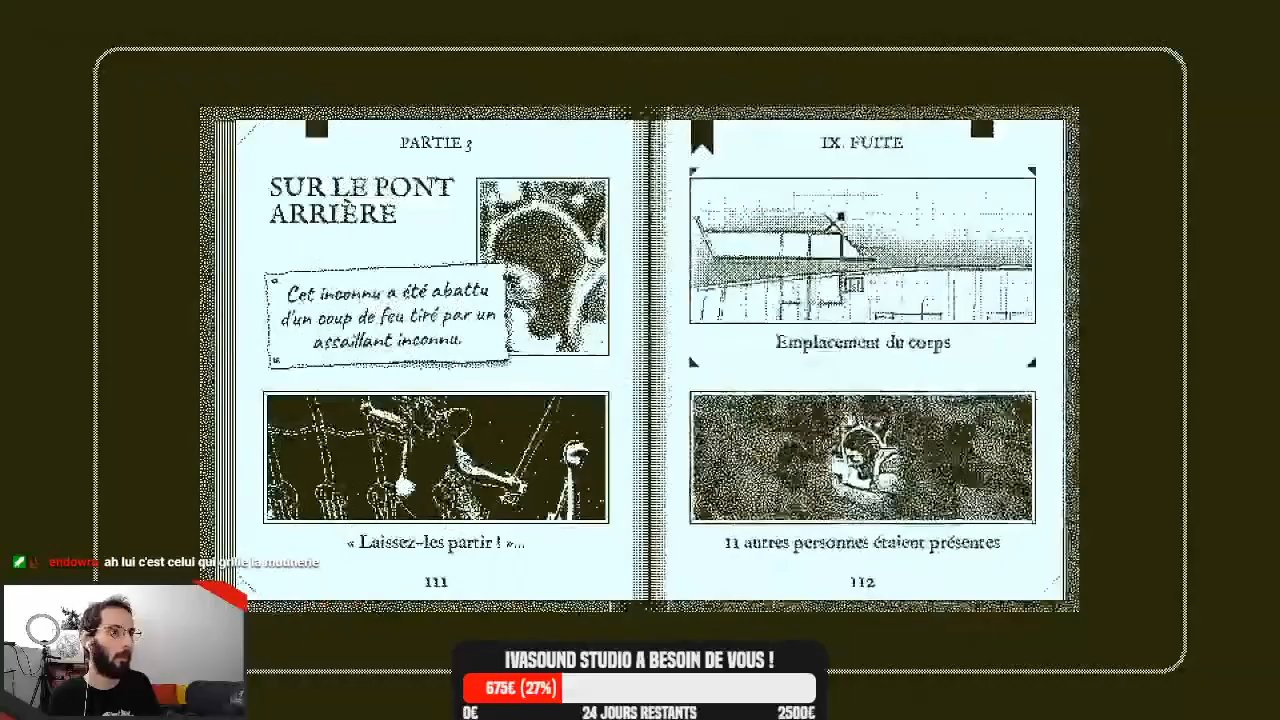 PARTIE 3
SUR LE PONT
ARRIÈRE
Cet inconnu a été abattu
d'un coup de feu tiré par un
assaillant inconnu.
« Laissez-les partir ! »...
111
IX. FUITE
Emplacement du corps
11 autres personnes étaient présentes
112
endowra ah lui c'est celui qui grille la mutinerie
IVASOUND STUDIO A BESOIN DE VOUS !
675€ (27%)
0€ 24 JOURS RESTANTS 2500€